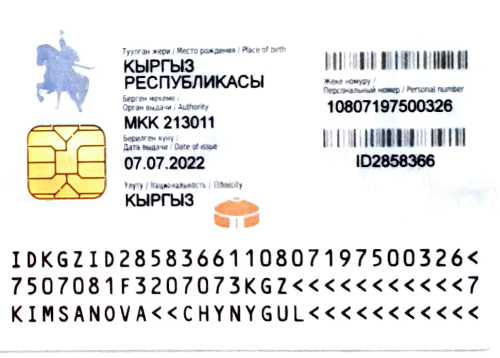 Туулган жери / Место рождения / Place of birth
КЫРГЫЗ
РЕСПУБЛИКАСЫ
Берген мекеме /
Орган выдачи / Authority
МКК 213011
Берилген күнү /
Дата выдачи / Date of issue
07.07.2022
Улуту / Национальность / Ethnicity
КЫРГЫЗ
Жеке номуру /
Персональный номер / Personal number
10807197500326
ID2858366
IDKGZID2858366110807197500326<
7507081F3207073KGZ<<<<<<<<<<<7
KIMSANOVA<<CHYNYGUL<<<<<<<<<<<